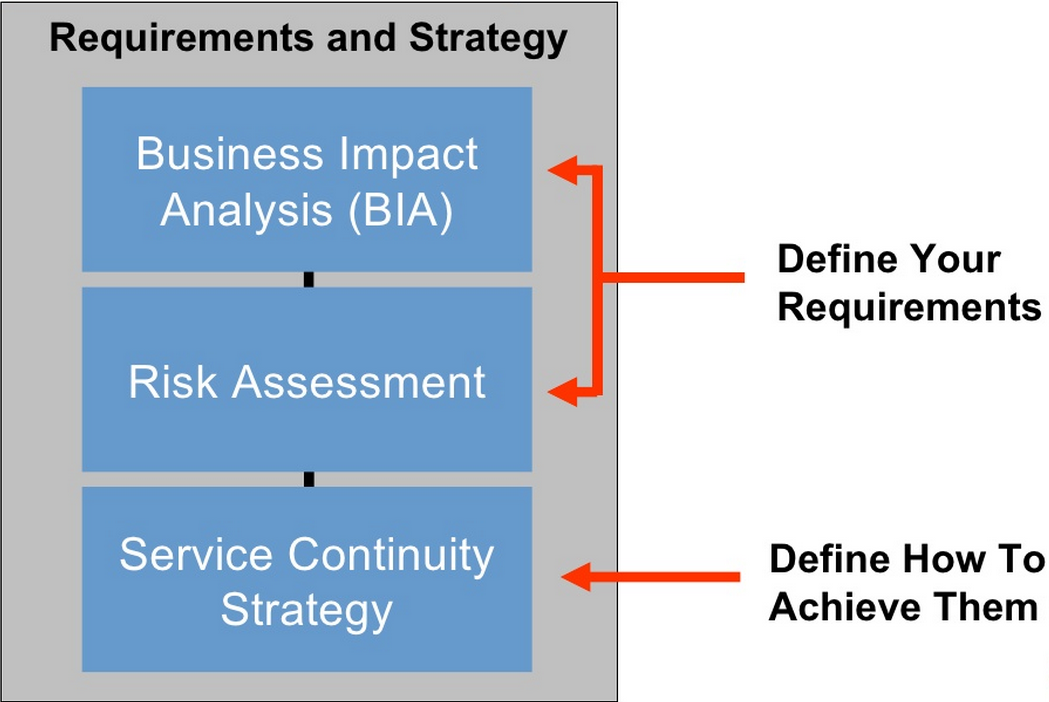 Requirements and Strategy
Business Impact
Analysis (BIA)
Risk Assessment
Service Continuity
Strategy
Define Your
Requirements
Define How To
Achieve Them